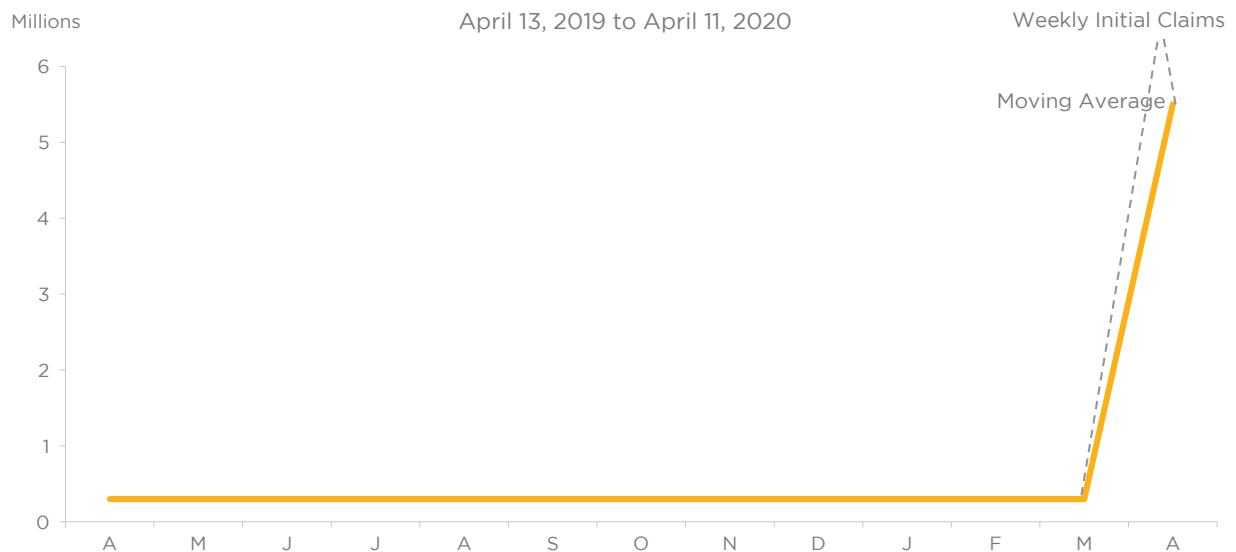 Millions
April 13, 2019 to April 11, 2020
Weekly Initial Claims
6
Moving Average
5
4
3
2
1
0
A M J J A S O N D J F M A